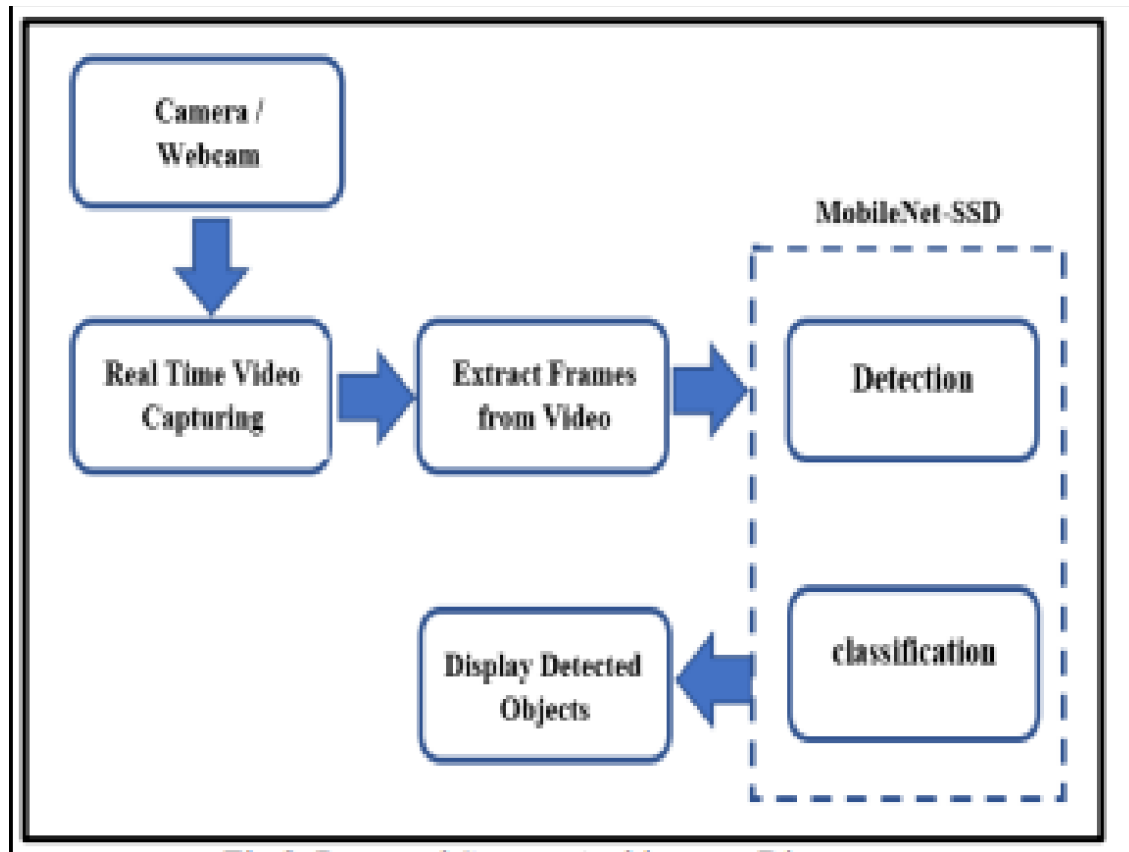 Camera /
Webcam
MobileNet-SSD
Real Time Video
Capturing
Extract Frames
from Video
Detection
Display Detected
Objects
classification